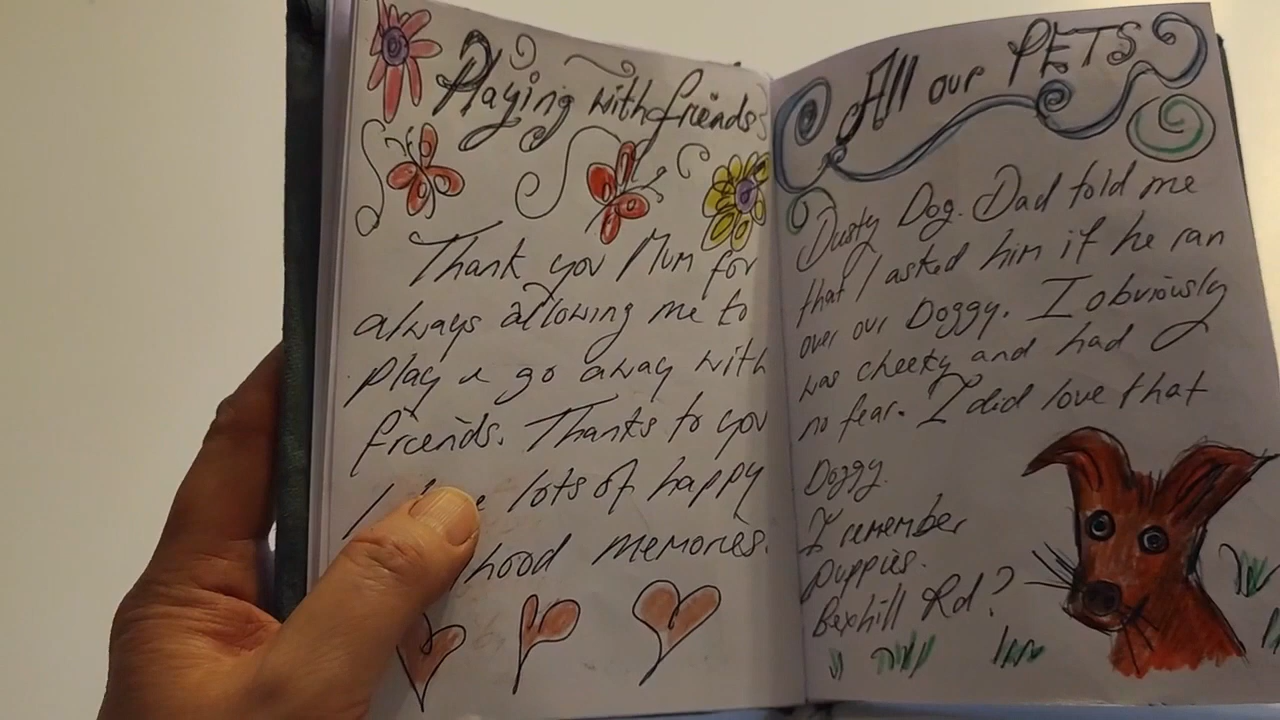 Playing with friends
Thank you Mum for
always allowing me to
play & go away with
friends. Thanks to you
I lots of happy
hood memories.
All our PETS
Dusty Dog. Dad told me
that I asked him if he ran
over our Doggy. I obviously
was cheeky and had
no fear. I did love that
Doggy.
I remember
puppies.
Bexhill Rd?